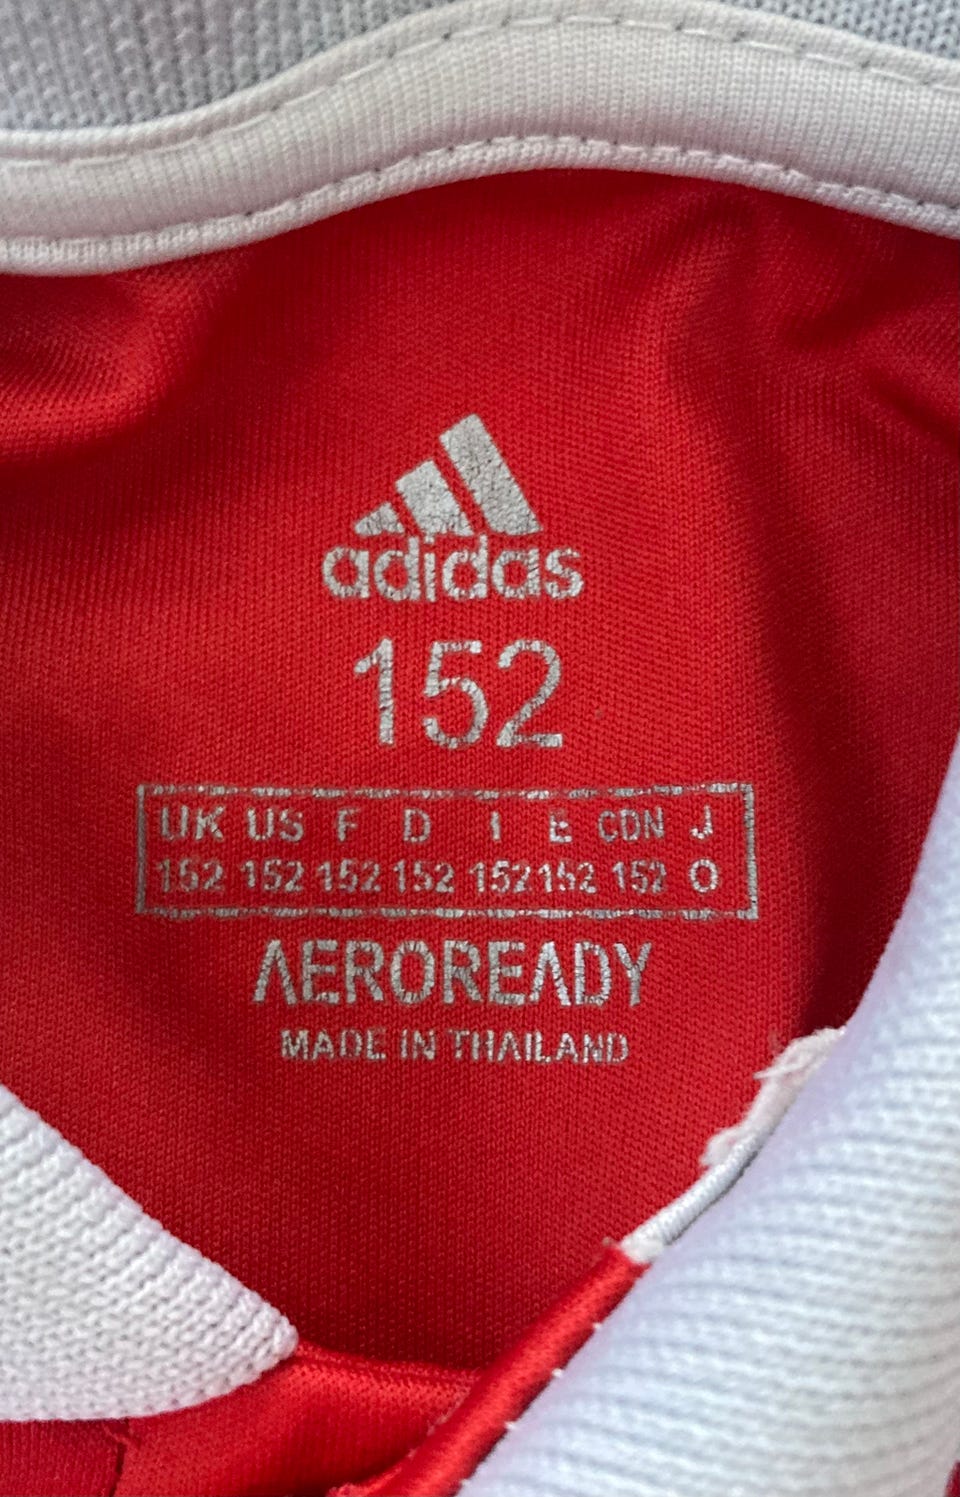 adidas
152
UK US F D I E CDN J
152 152 152 152 152 152 152 O
AEROREADY
MADE IN THAILAND